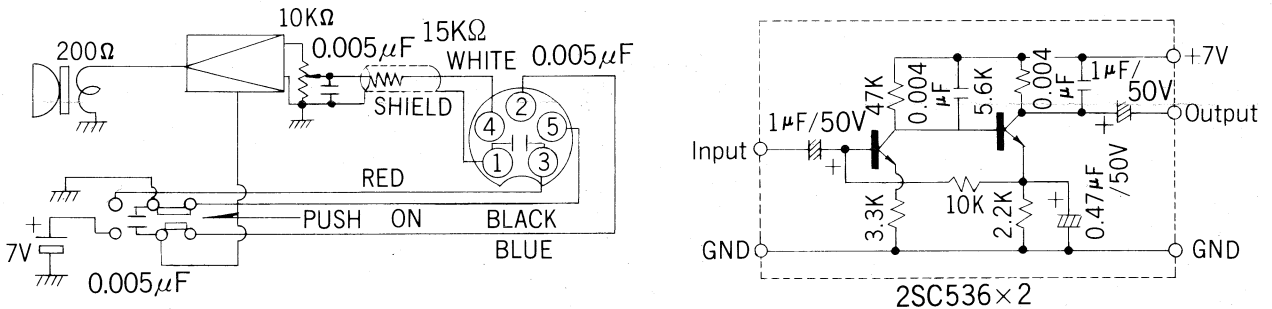 10KΩ
200Ω
0.005μF
15KΩ
WHITE
0.005μF
SHIELD
2
4
5
1
3
RED
PUSH ON
BLACK
BLUE
+
7V
0.005μF
+7V
47K
0.004
μF
5.6K
0.004
μF
1μF/
50V
+
Output
1μF/50V
Input
+
10K
3.3K
2.2K
+
0.47μF
/50V
GND
GND
2SC536×2